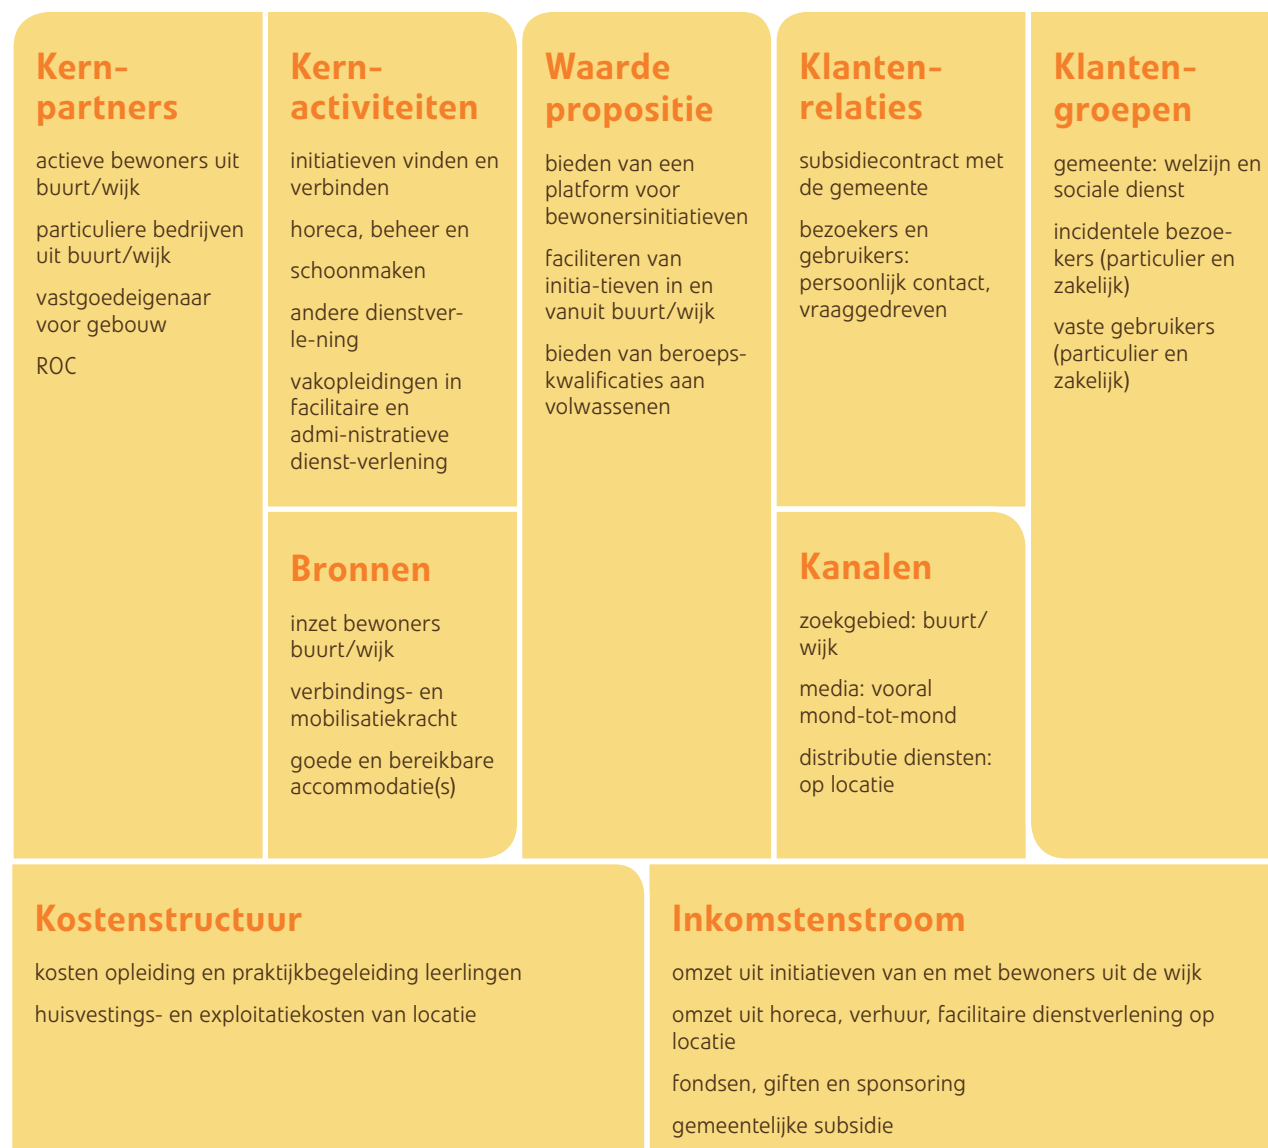 Kern-
partners
actieve bewoners uit
buurt/wijk
particuliere bedrijven
uit buurt/wijk
vastgoedeigenaar
voor gebouw
ROC
Kern-
activiteiten
initiatieven vinden en
verbinden
horeca, beheer en
schoonmaken
andere dienstver-
le-ning
vakopleidingen in
facilitaire en
admi-nistratieve
dienst-verlening
Bronnen
inzet bewoners
buurt/wijk
verbindings- en
mobilisatiekracht
goede en bereikbare
accommodatie(s)
Waarde
propositie
bieden van een
platform voor
bewonersinitiatieven
faciliteren van
initia-tieven in en
vanuit buurt/wijk
bieden van beroeps-
kwalificaties aan
volwassenen
Klanten-
relaties
subsidiecontract met
de gemeente
bezoekers en
gebruikers:
persoonlijk contact,
vraaggedreven
Kanalen
zoekgebied: buurt/
wijk
media: vooral
mond-tot-mond
distributie diensten:
op locatie
Klanten-
groepen
gemeente: welzijn en
sociale dienst
incidentele bezoe-
kers (particulier en
zakelijk)
vaste gebruikers
(particulier en
zakelijk)
Kostenstructuur
kosten opleiding en praktijkbegeleiding leerlingen
huisvestings- en exploitatiekosten van locatie
Inkomstenstroom
omzet uit initiatieven van en met bewoners uit de wijk
omzet uit horeca, verhuur, facilitaire dienstverlening op
locatie
fondsen, giften en sponsoring
gemeentelijke subsidie